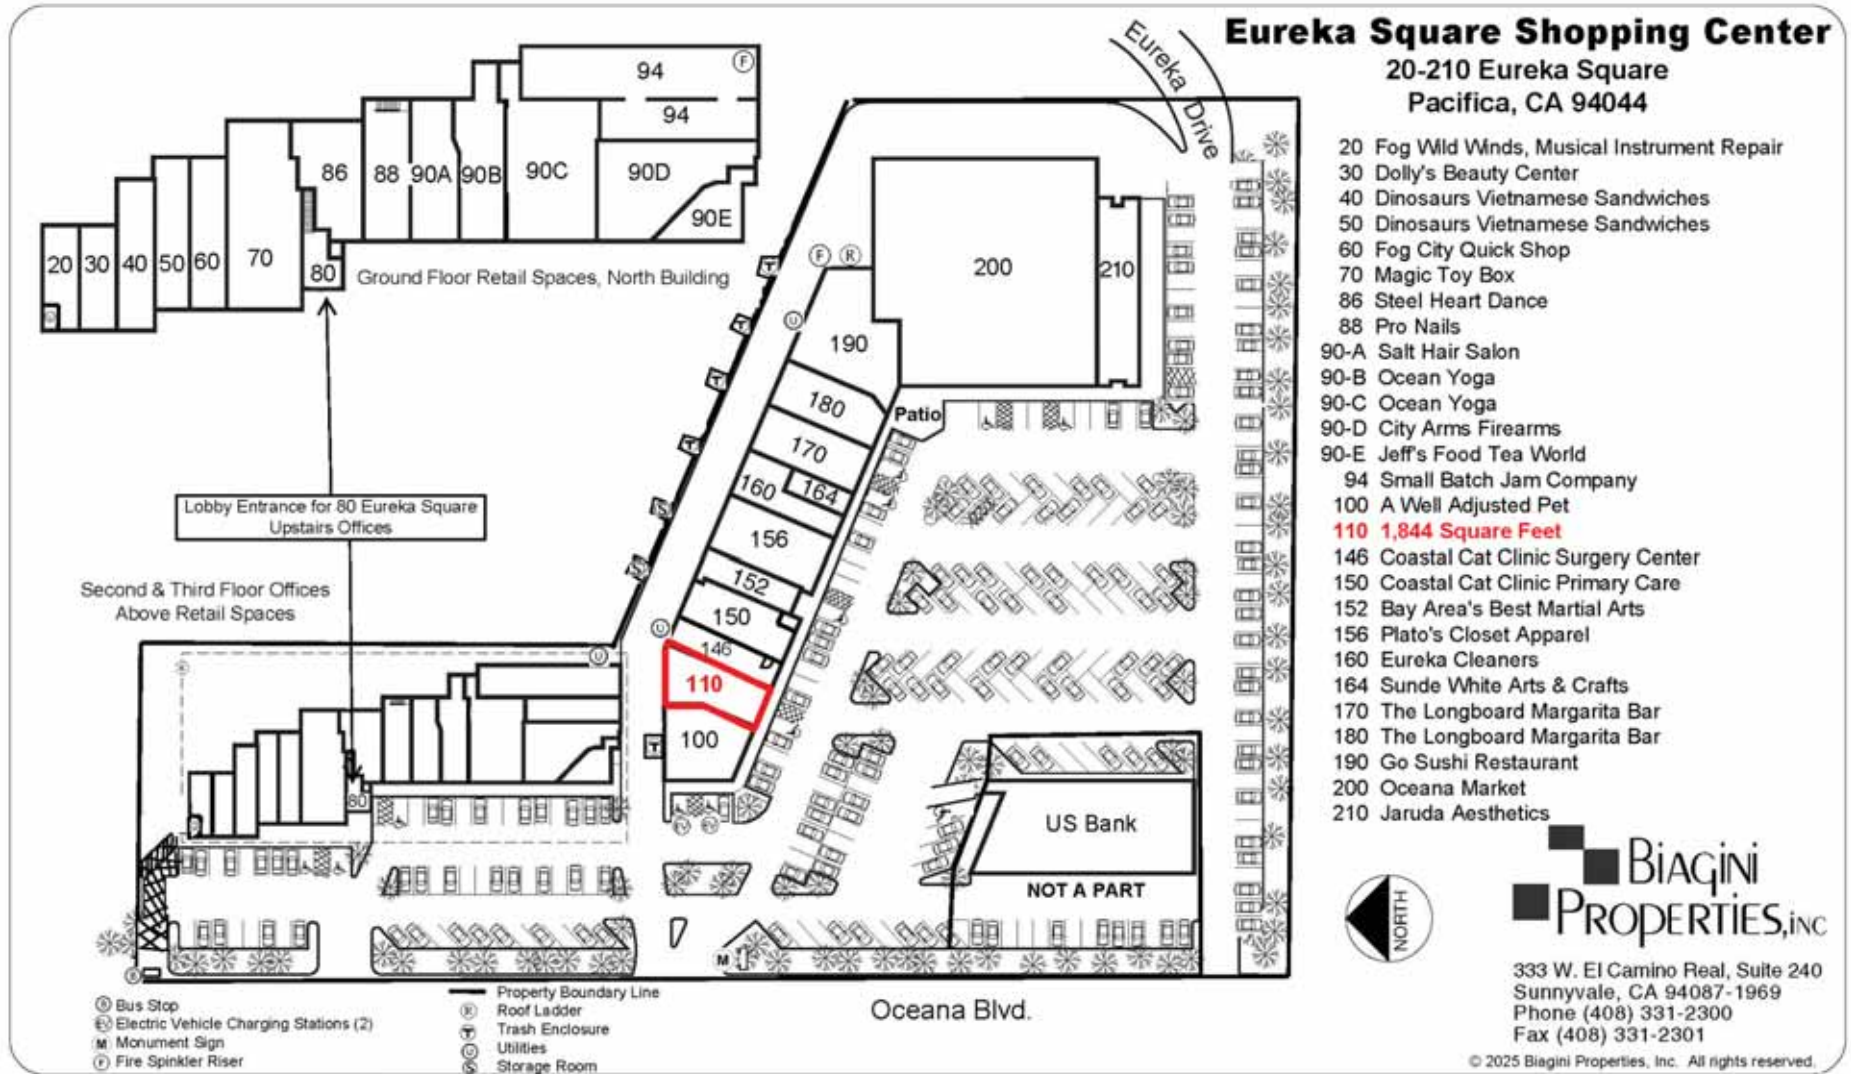 Eureka Square Shopping Center
20-210 Eureka Square
Pacifica, CA 94044
20 Fog Wild Winds, Musical Instrument Repair
30 Dolly's Beauty Center
40 Dinosaurs Vietnamese Sandwiches
50 Dinosaurs Vietnamese Sandwiches
60 Fog City Quick Shop
70 Magic Toy Box
86 Steel Heart Dance
88 Pro Nails
90-A Salt Hair Salon
90-B Ocean Yoga
90-C Ocean Yoga
90-D City Arms Firearms
90-E Jeff's Food Tea World
94 Small Batch Jam Company
100 A Well Adjusted Pet
110 1,844 Square Feet
146 Coastal Cat Clinic Surgery Center
150 Coastal Cat Clinic Primary Care
152 Bay Area's Best Martial Arts
156 Plato's Closet Apparel
160 Eureka Cleaners
164 Sunde White Arts & Crafts
170 The Longboard Margarita Bar
180 The Longboard Margarita Bar
190 Go Sushi Restaurant
200 Oceana Market
210 Jaruda Aesthetics
94
F
94
86
88
90A
90B
90C
90D
90E
20
30
40
50
60
70
80
Ground Floor Retail Spaces, North Building
Lobby Entrance for 80 Eureka Square
Upstairs Offices
Second & Third Floor Offices
Above Retail Spaces
80
Eureka Drive
F
R
200
210
T
U
190
T
T
180
Patio
170
T
160
164
S
156
S
152
150
U
146
U
110
100
T
EV
EV
US Bank
NOT A PART
M
Oceana Blvd.
NORTH
B Bus Stop
EV Electric Vehicle Charging Stations (2)
M Monument Sign
F Fire Spinkler Riser
Property Boundary Line
R Roof Ladder
T Trash Enclosure
U Utilities
S Storage Room
Biagini
Properties, inc
333 W. El Camino Real, Suite 240
Sunnyvale, CA 94087-1969
Phone (408) 331-2300
Fax (408) 331-2301
© 2025 Biagini Properties, Inc. All rights reserved.